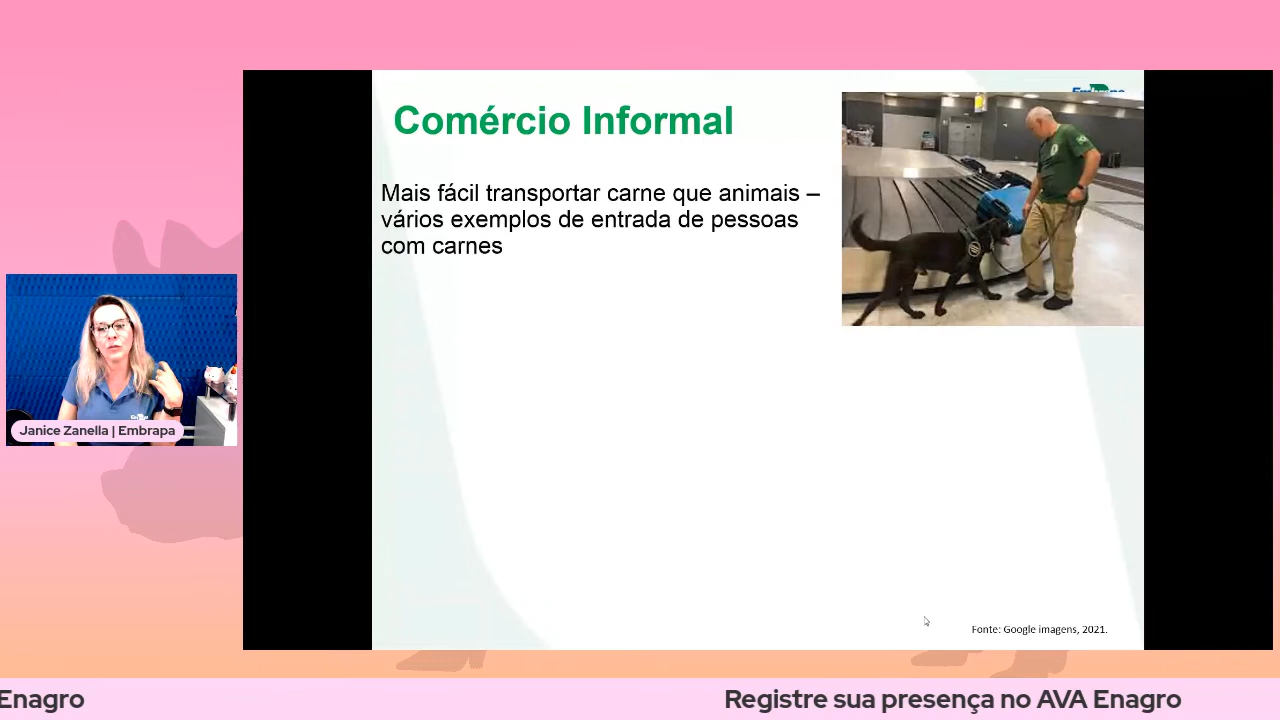 Embrapa
Comércio Informal
Mais fácil transportar carne que animais –
vários exemplos de entrada de pessoas
com carnes
Janice Zanella | Embrapa
Fonte: Google imagens, 2021.
Enagro
Registre sua presença no AVA Enagro